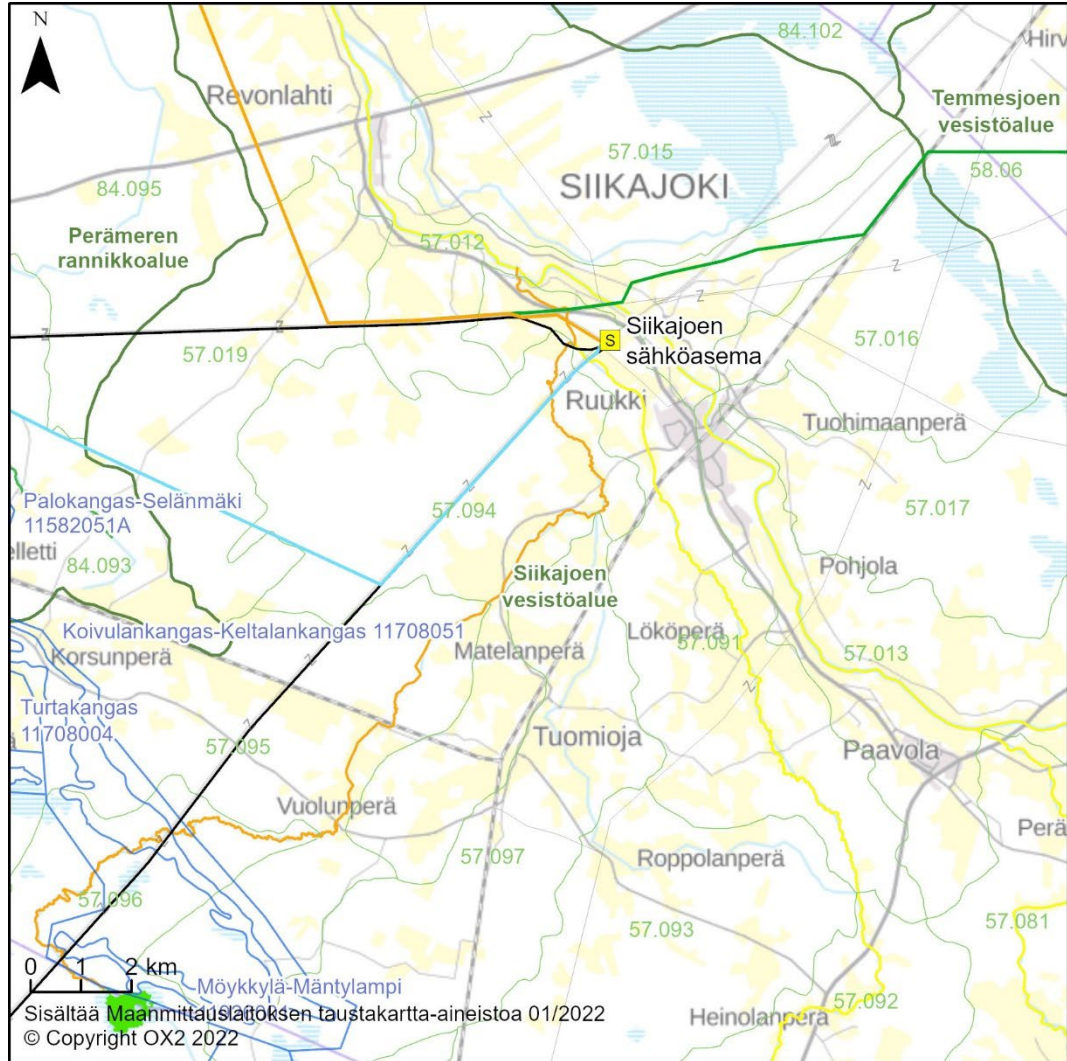 N
84.102
Hirv
Revonlahti
Temmesjoen
vesistöalue
57.015
58.06
SIIKAJOKI
84.095
Perämeren
rannikkoalue
57.012
57.019
57.016
S
Siikajoen
sähköasema
Ruukki
Tuohimaanperä
Palokangas-Selänmäki
11582051A
57.094
57.017
elletti
84.093
Siikajoen
vesistöalue
Pohjola
Koivulankangas-Keltalankangas 11708051
Korsunperä
Matelanperä
Lököperä
57.091
57.013
Turtakangas
11708004
57.095
Tuomioja
Paavola
Vuolunperä
Perä
57.097
Roppolanperä
57.096
57.081
57.093
0 1 2 km
Möykkylä-Mäntylampi
57.092
Heinolanperä
Sisältää Maanmittauslaitoksen taustakartta-aineistoa 01/2022
© Copyright OX2 2022